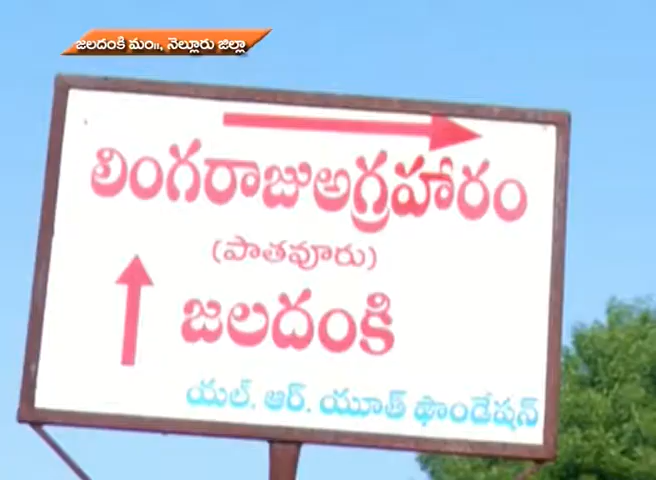 జలదంకి మం॥, నెల్లూరు జిల్లా
లింగరాజుఅగ్రహారం
(పాతవూరు)
జలదంకి
యల్. ఆర్. యూత్ ఫౌండేషన్